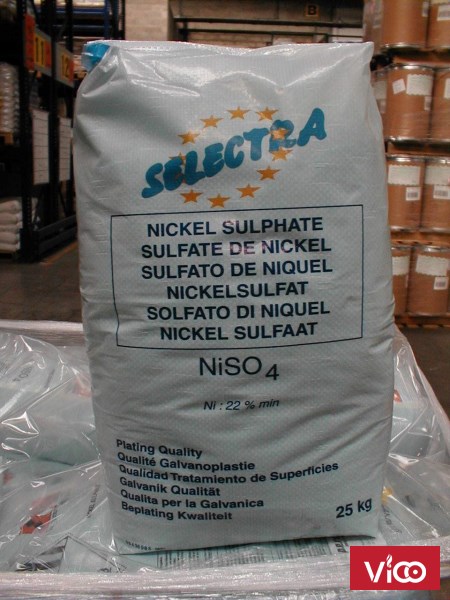 SELECTRA
NICKEL SULPHATE
SULFATE DE NICKEL
SULFATO DE NIQUEL
NICKELSULFAT
SOLFATO DI NIQUEL
NICKEL SULFAAT
NiSO4
Ni : 22 % min
Plating Quality
Qualité Galvanoplastie
Qualidad Tratamiento de Superficies
Galvanik Qualität
Qualita per la Galvanica
Beplating Kwaliteit
25 kg
11
12
B
VICO